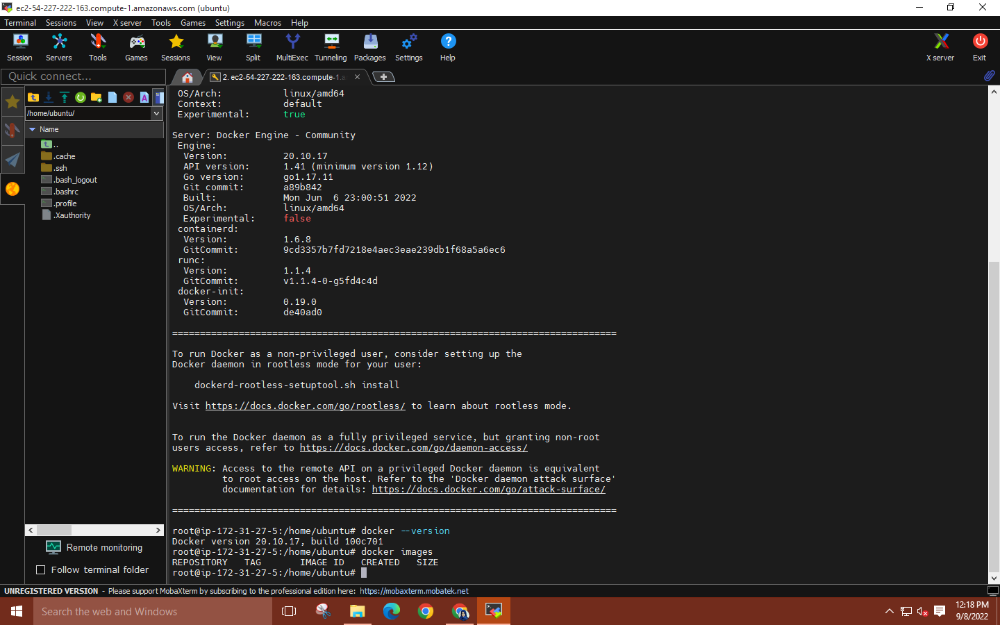 ec2-54-227-222-163.compute-1.amazonaws.com (ubuntu)
Terminal Sessions View X server Tools Games Settings Macros Help
Session Servers Tools Games Sessions View Split MultiExec Tunneling Packages Settings Help X server Exit
Quick connect...
2. ec2-54-227-222-163.compute-1.a
/home/ubuntu/
Name
..
.cache
.ssh
.bash_logout
.bashrc
.profile
.Xauthority
Remote monitoring
Follow terminal folder
OS/Arch: linux/amd64
Context: default
Experimental: true
Server: Docker Engine - Community
Engine:
Version: 20.10.17
API version: 1.41 (minimum version 1.12)
Go version: go1.17.11
Git commit: a89b842
Built: Mon Jun  6 23:00:51 2022
OS/Arch: linux/amd64
Experimental: false
containerd:
Version: 1.6.8
GitCommit: 9cd3357b7fd7218e4aec3eae239db1f68a5a6ec6
runc:
Version: 1.1.4
GitCommit: v1.1.4-0-g5fd4c4d
docker-init:
Version: 0.19.0
GitCommit: de40ad0
================================================================================
To run Docker as a non-privileged user, consider setting up the
Docker daemon in rootless mode for your user:
dockerd-rootless-setuptool.sh install
Visit https://docs.docker.com/go/rootless/ to learn about rootless mode.
To run the Docker daemon as a fully privileged service, but granting non-root
users access, refer to https://docs.docker.com/go/daemon-access/
WARNING: Access to the remote API on a privileged Docker daemon is equivalent
to root access on the host. Refer to the 'Docker daemon attack surface'
documentation for details: https://docs.docker.com/go/attack-surface/
================================================================================
root@ip-172-31-27-5:/home/ubuntu# docker --version
Docker version 20.10.17, build 100c701
root@ip-172-31-27-5:/home/ubuntu# docker images
REPOSITORY TAG IMAGE ID CREATED SIZE
root@ip-172-31-27-5:/home/ubuntu#
UNREGISTERED VERSION - Please support MobaXterm by subscribing to the professional edition here: https://mobaxterm.mobatek.net
Search the web and Windows
12:18 PM
9/8/2022